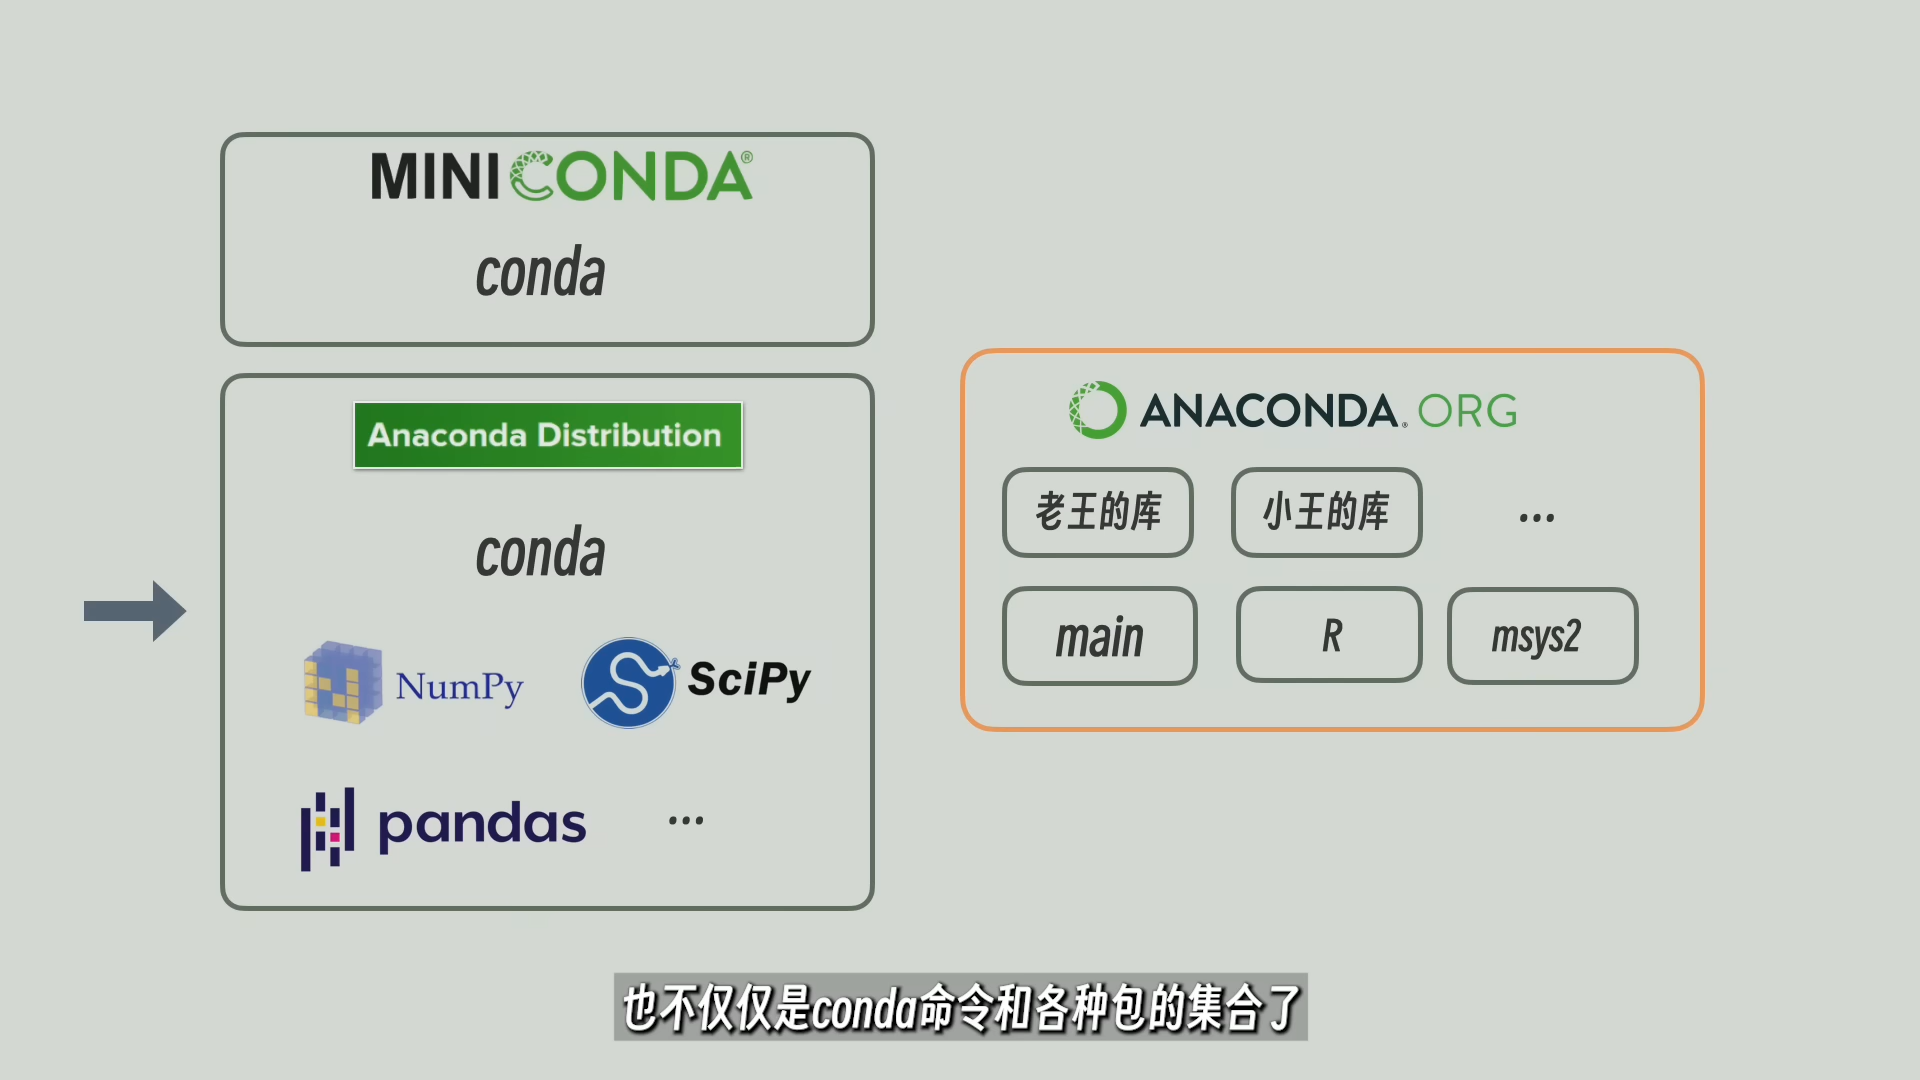 MINICONDA®
conda
Anaconda Distribution
conda
NumPy
SciPy
pandas
...
ANACONDA® ORG
老王的库
小王的库
...
main
R
msys2
也不仅仅是conda命令和各种包的集合了